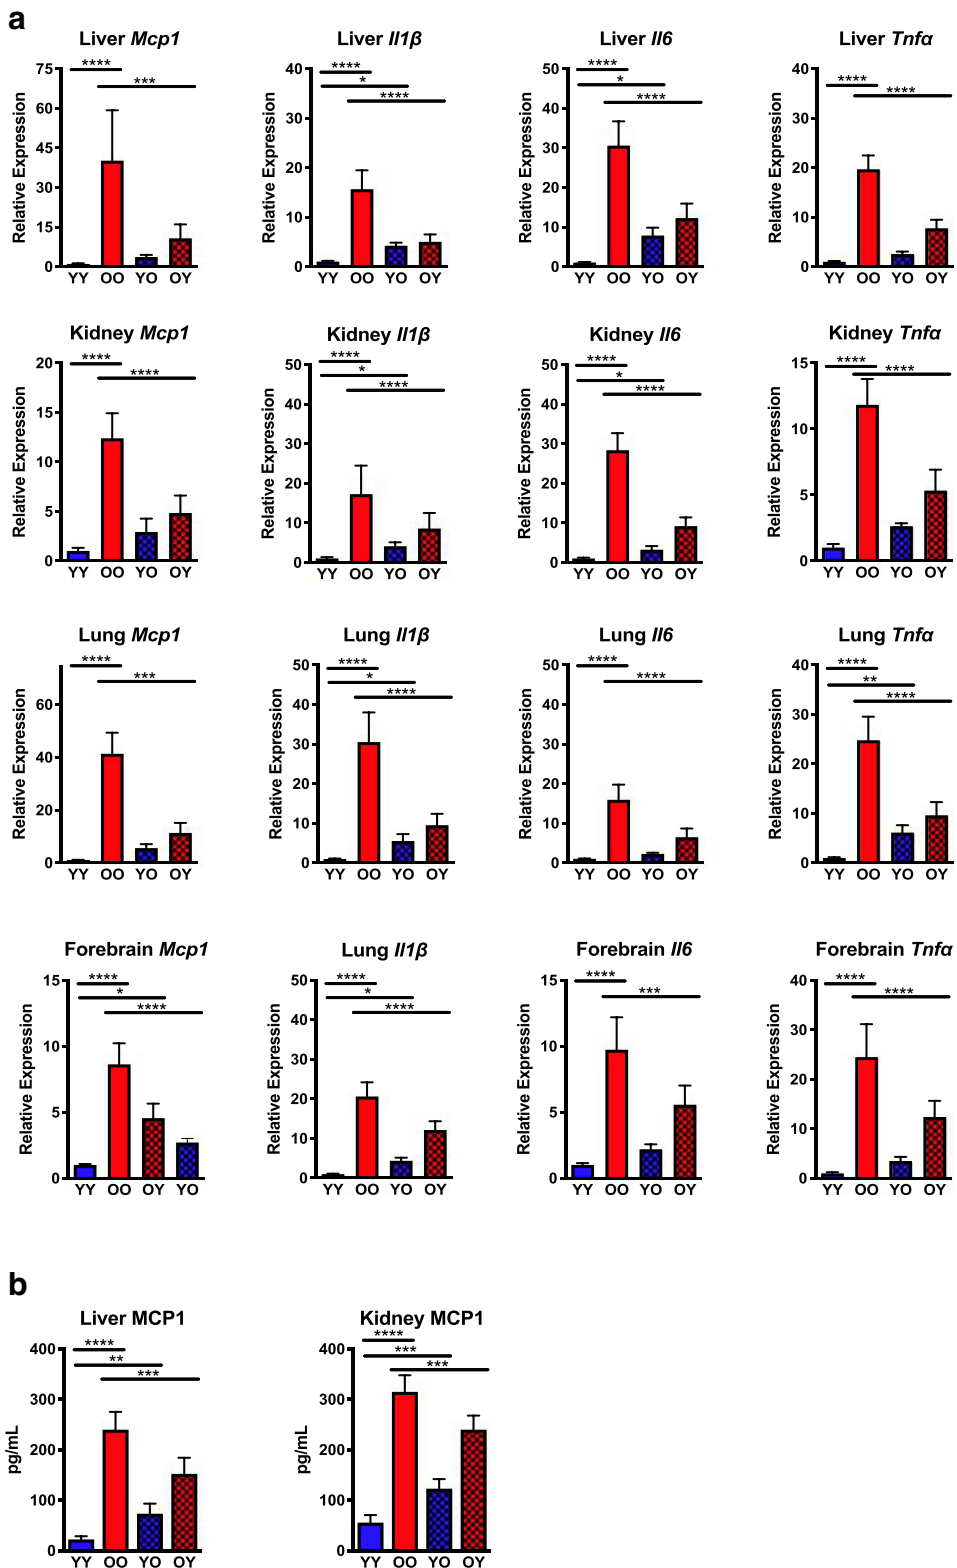 a
Liver Mcp1
Liver Il1β
Liver Il6
Liver Tnfα
Relative Expression
75
60
45
30
15
0
****
***
YY OO YO OY
Relative Expression
40
30
20
10
0
****
*
****
YY OO YO OY
Relative Expression
50
40
30
20
10
0
****
*
****
YY OO YO OY
Relative Expression
40
30
20
10
0
****
****
YY OO YO OY
Kidney Mcp1
Kidney Il1β
Kidney Il6
Kidney Tnfα
Relative Expression
20
15
10
5
0
****
****
YY OO YO OY
Relative Expression
50
40
30
20
10
0
****
*
****
YY OO YO OY
Relative Expression
50
40
30
20
10
0
****
*
****
YY OO YO OY
Relative Expression
15
10
5
0
****
****
YY OO YO OY
Lung Mcp1
Lung Il1β
Lung Il6
Lung Tnfα
Relative Expression
60
40
20
0
****
***
YY OO YO OY
Relative Expression
50
40
30
20
10
0
****
*
****
YY OO YO OY
Relative Expression
50
40
30
20
10
0
****
****
YY OO YO OY
Relative Expression
40
30
20
10
0
****
**
****
YY OO YO OY
Forebrain Mcp1
Lung Il1β
Forebrain Il6
Forebrain Tnfα
Relative Expression
15
10
5
0
****
*
****
YY OO OY YO
Relative Expression
50
40
30
20
10
0
****
*
****
YY OO YO OY
Relative Expression
15
10
5
0
****
***
YY OO YO OY
Relative Expression
40
30
20
10
0
****
****
YY OO YO OY
b
Liver MCP1
Kidney MCP1
pg/mL
400
300
200
100
0
****
**
***
YY OO YO OY
pg/mL
400
300
200
100
0
****
***
***
YY OO YO OY